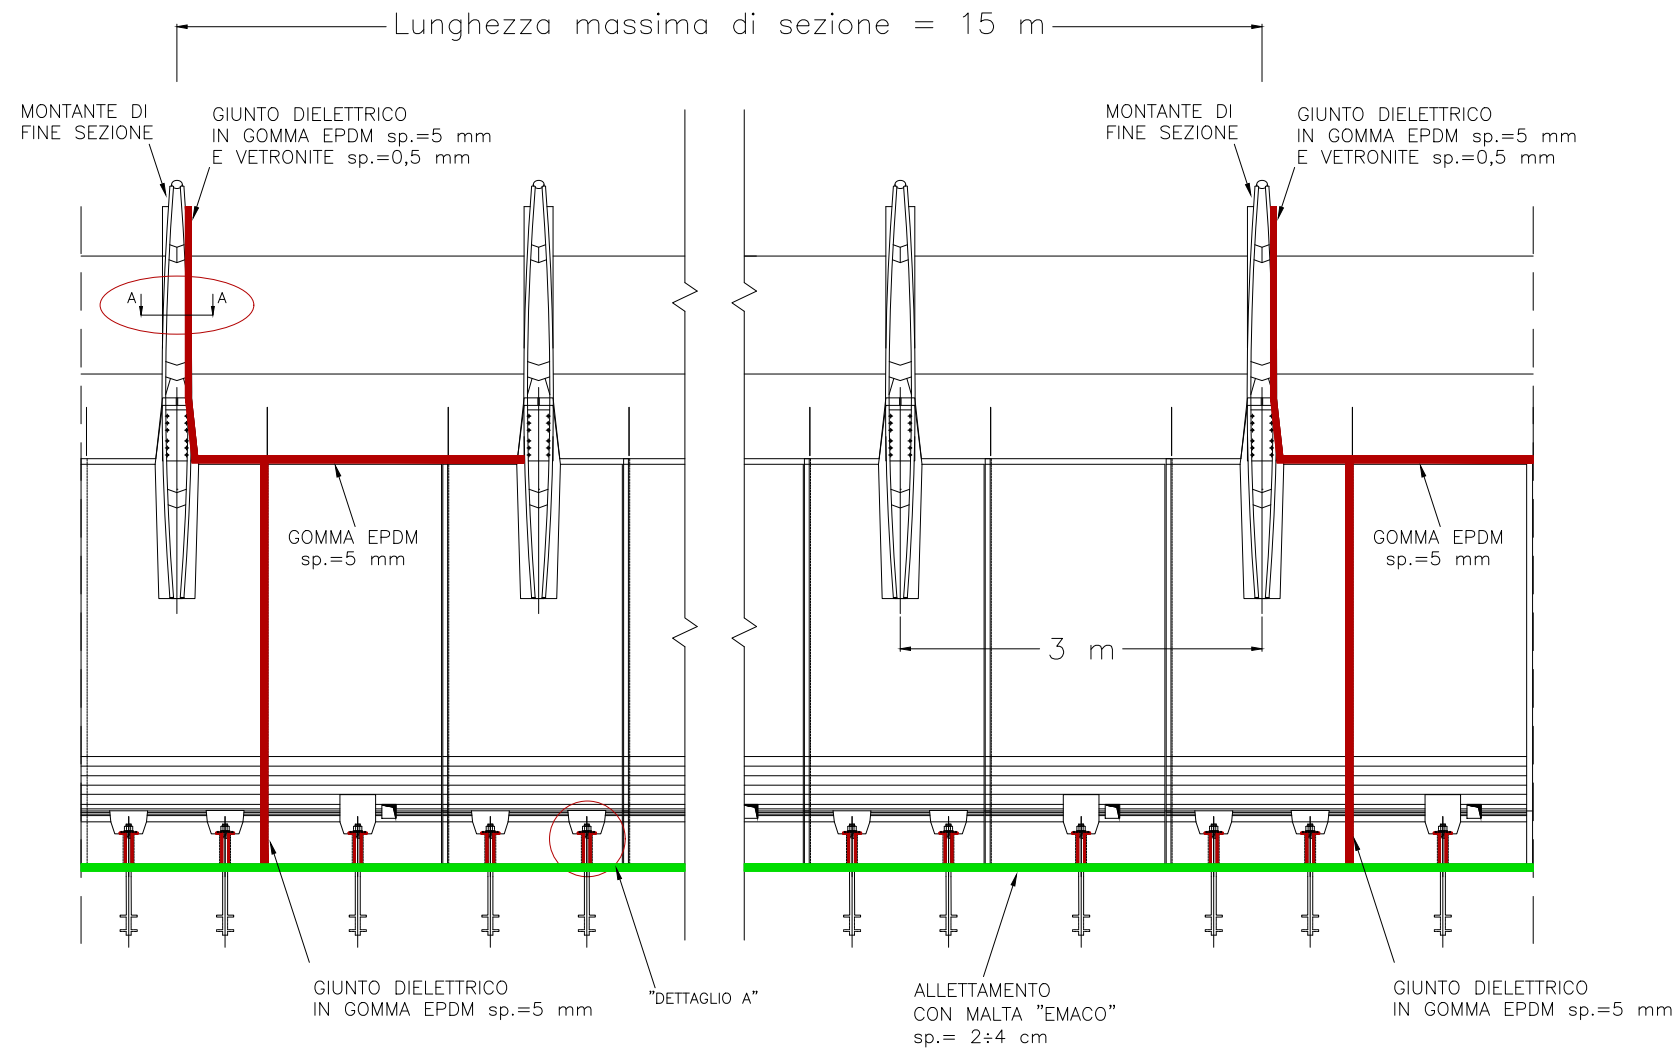 Lunghezza massima di sezione = 15 m
MONTANTE DI
FINE SEZIONE
GIUNTO DIELETTRICO
IN GOMMA EPDM sp.=5 mm
E VETRONITE sp.=0,5 mm
MONTANTE DI
FINE SEZIONE
GIUNTO DIELETTRICO
IN GOMMA EPDM sp.=5 mm
E VETRONITE sp.=0,5 mm
A
A
GOMMA EPDM
sp.=5 mm
GOMMA EPDM
sp.=5 mm
3 m
GIUNTO DIELETTRICO
IN GOMMA EPDM sp.=5 mm
"DETTAGLIO A"
ALLETTAMENTO
CON MALTA "EMACO"
sp.= 2÷4 cm
GIUNTO DIELETTRICO
IN GOMMA EPDM sp.=5 mm